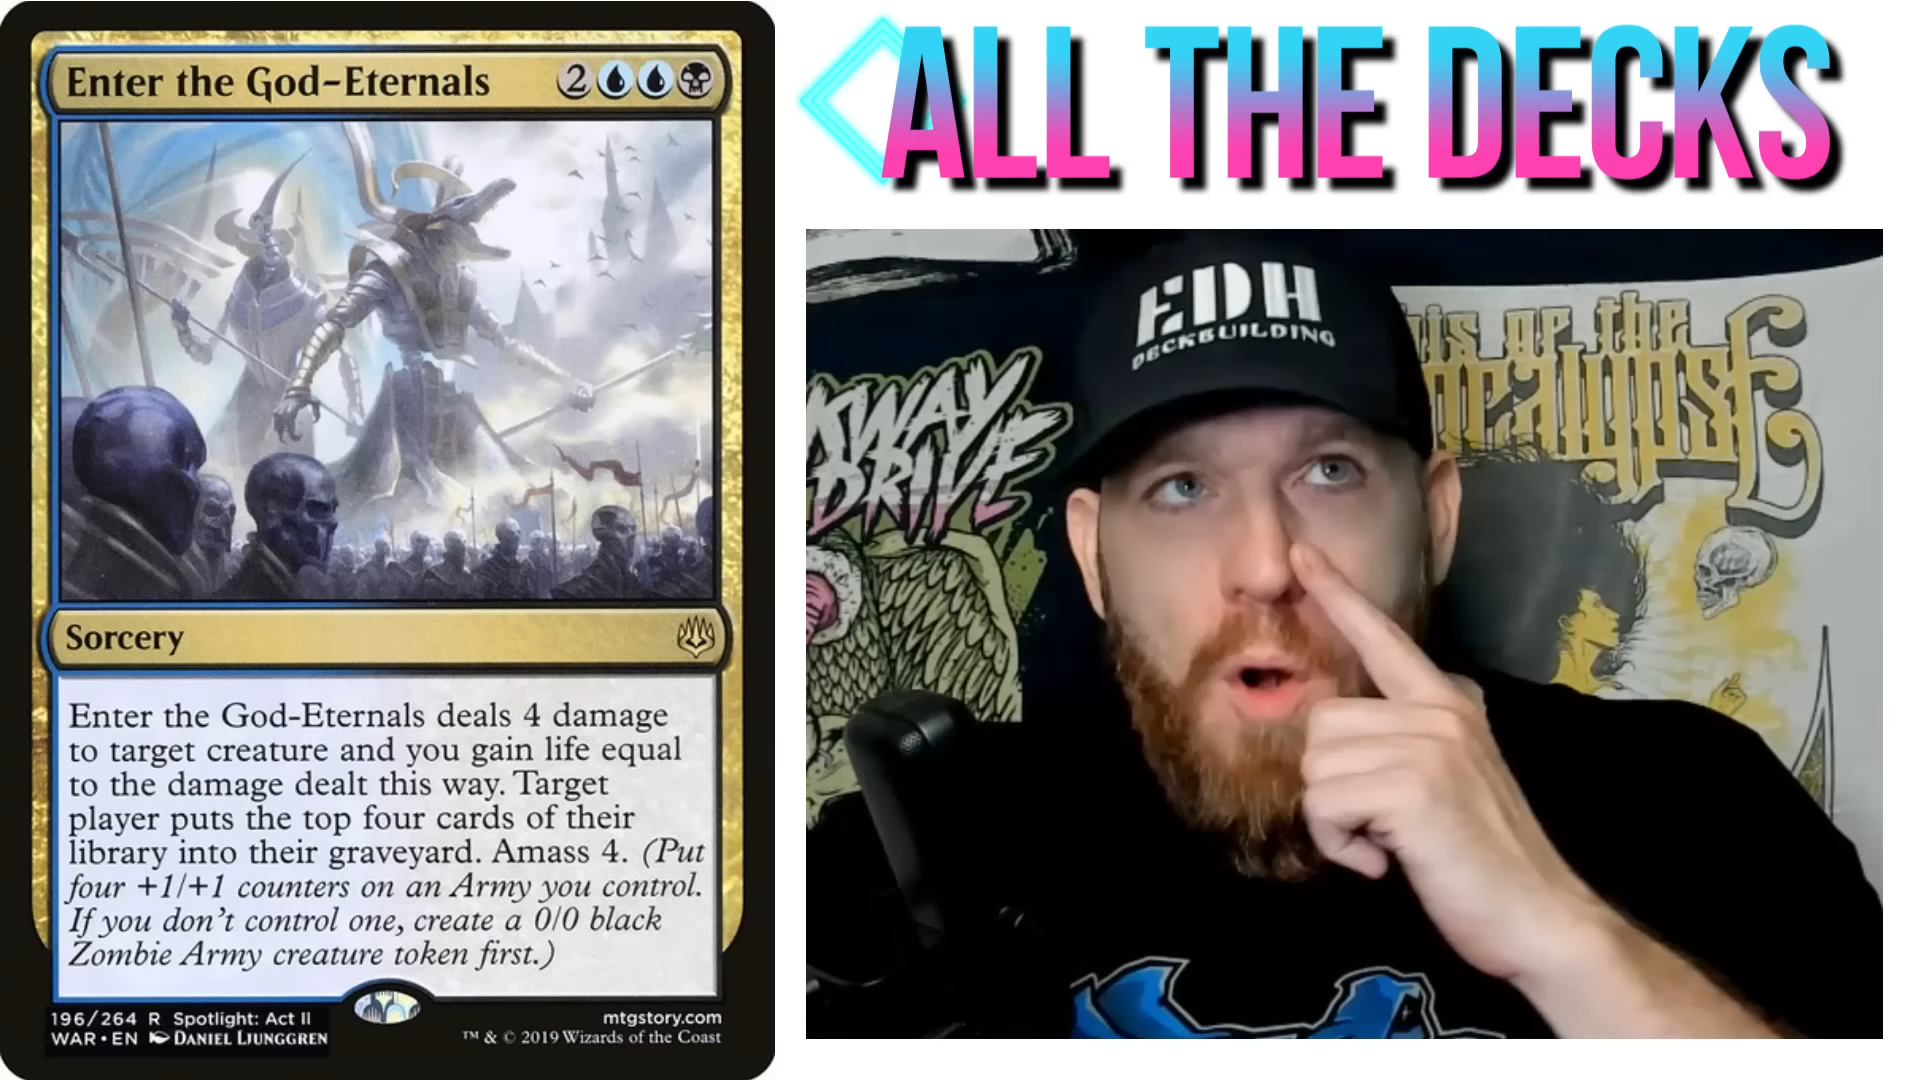 Enter the God-Eternals 2
Sorcery
Enter the God-Eternals deals 4 damage
to target creature and you gain life equal
to the damage dealt this way. Target
player puts the top four cards of their
library into their graveyard. Amass 4. (Put
four +1/+1 counters on an Army you control.
If you don't control one, create a 0/0 black
Zombie Army creature token first.)
196/264 R Spotlight: Act II
WAR • EN DANIEL LJUNGGREN
mtgstory.com
™ & © 2019 Wizards of the Coast
ALL THE DECKS
EDH
DECKBUILDING
DRIVE
OF THE